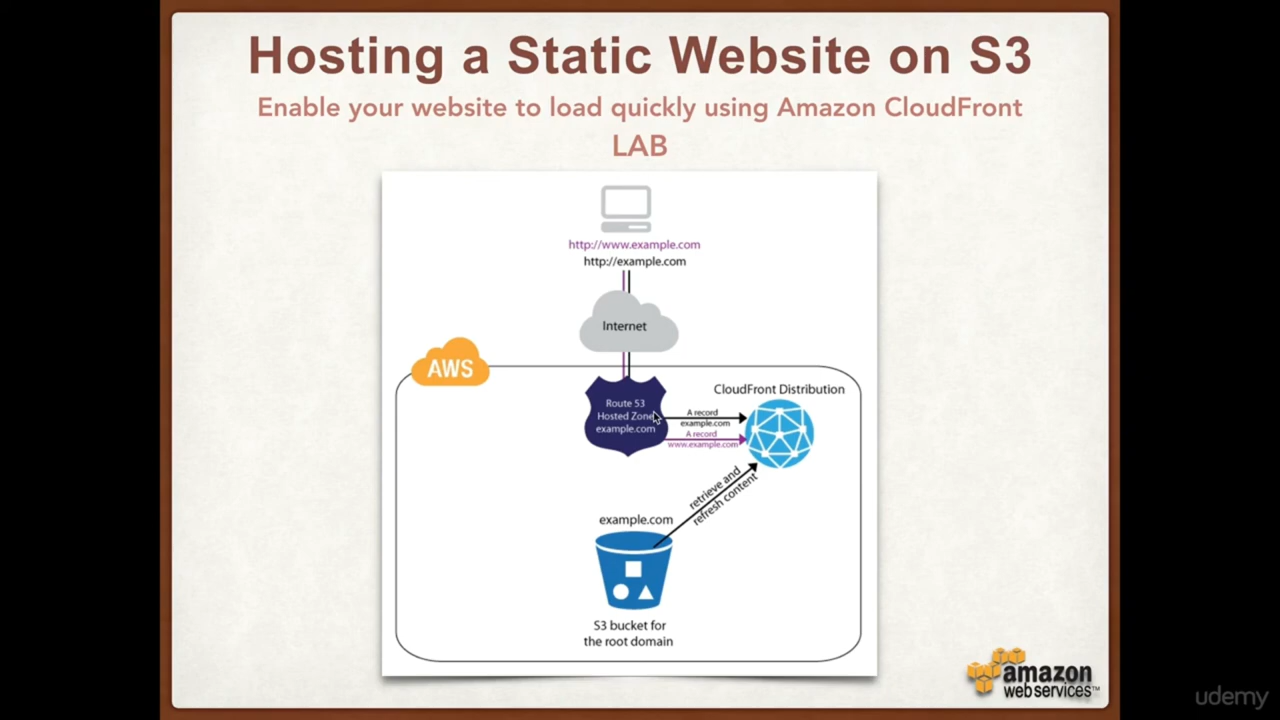 Hosting a Static Website on S3
Enable your website to load quickly using Amazon CloudFront
LAB
http://www.example.com
http://example.com
Internet
AWS
CloudFront Distribution
Route 53
Hosted Zone
example.com
A record
example.com
A record
www.example.com
retrieve and
refresh content
example.com
S3 bucket for
the root domain
amazon
webservices™
udemy